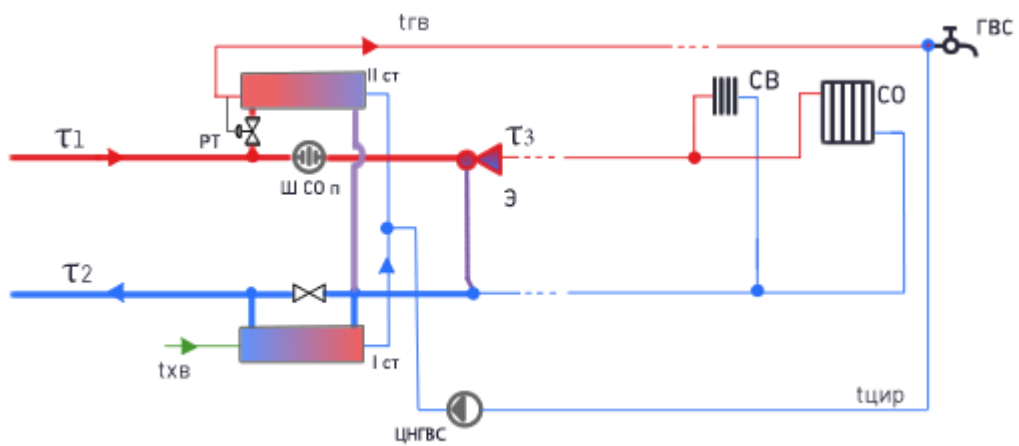 tгв
ГВС
II ст
СВ
СО
τ1
РТ
τ3
Ш СО п
Э
τ2
I ст
tхв
tцир
ЦНГВС